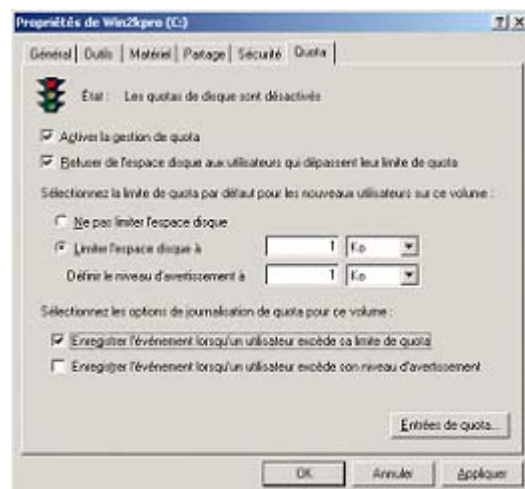 Propriétés de Win2kpro (C:)
Général Outils Matériel Partage Sécurité Quota
État : Les quotas de disque sont désactivés
Activer la gestion de quota
Refuser de l'espace disque aux utilisateurs qui dépassent leur limite de quota
Sélectionnez la limite de quota par défaut pour les nouveaux utilisateurs sur ce volume :
Ne pas limiter l'espace disque
Limiter l'espace disque à 1 Ko
Définir le niveau d'avertissement à 1 Ko
Sélectionnez les options de journalisation de quota pour ce volume :
Enregistrer l'événement lorsqu'un utilisateur excède sa limite de quota
Enregistrer l'événement lorsqu'un utilisateur excède son niveau d'avertissement
Entrées de quota...
OK Annuler Appliquer